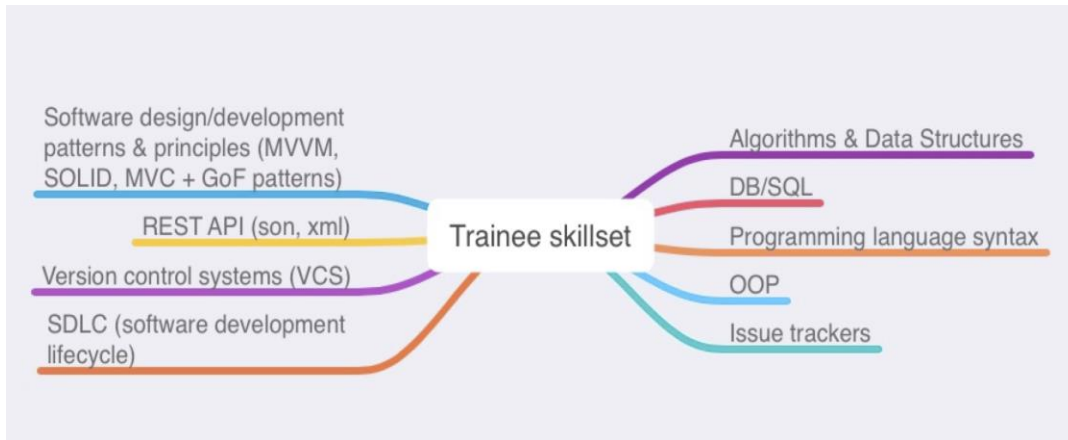 Software design/development
patterns & principles (MVVM,
SOLID, MVC + GoF patterns)
REST API (son, xml)
Version control systems (VCS)
SDLC (software development
lifecycle)
Trainee skillset
Algorithms & Data Structures
DB/SQL
Programming language syntax
OOP
Issue trackers